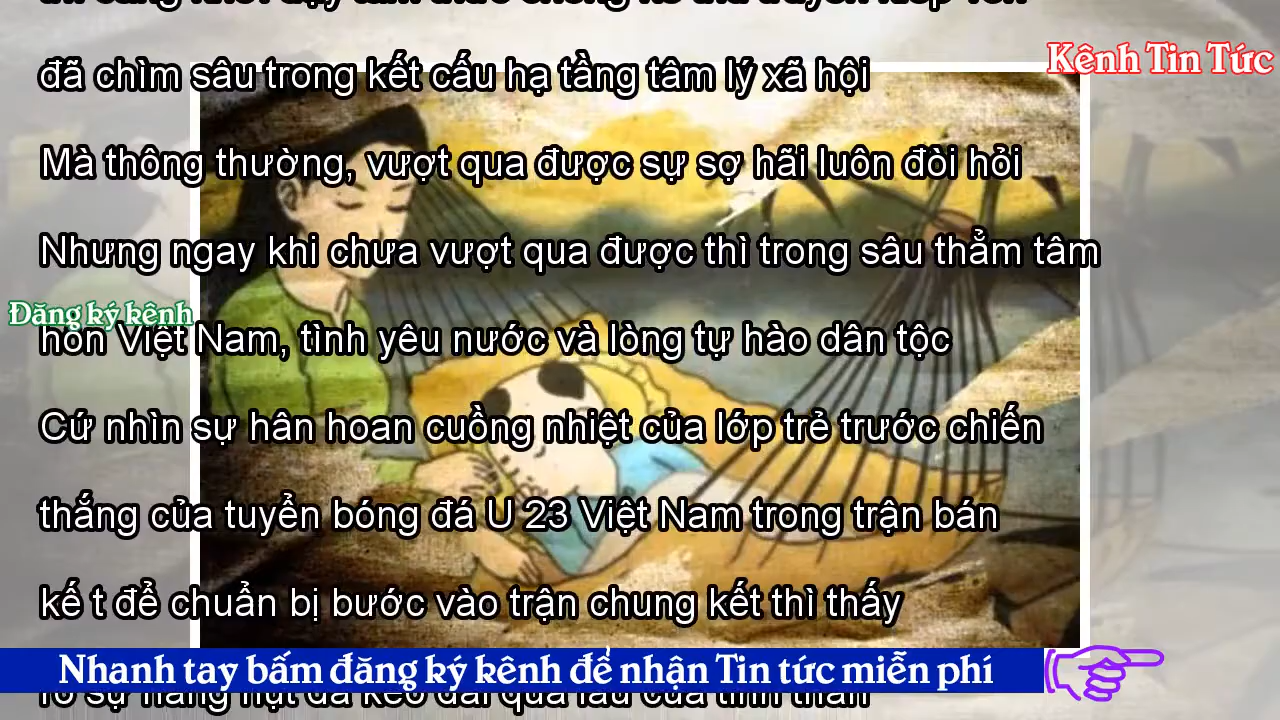 đã chìm sâu trong kết cấu hạ tầng tâm lý xã hội
Kênh Tin Tức
Mà thông thường, vượt qua được sự sợ hãi luôn đòi hỏi
Nhưng ngay khi chưa vượt qua được thì trong sâu thẳm tâm
Đăng ký kênh
hồn Việt Nam, tình yêu nước và lòng tự hào dân tộc
Cứ nhìn sự hân hoan cuồng nhiệt của lớp trẻ trước chiến
thắng của tuyển bóng đá U 23 Việt Nam trong trận bán
kế t để chuẩn bị bước vào trận chung kết thì thấy
Nhanh tay bấm đăng ký kênh để nhận Tin tức miễn phí